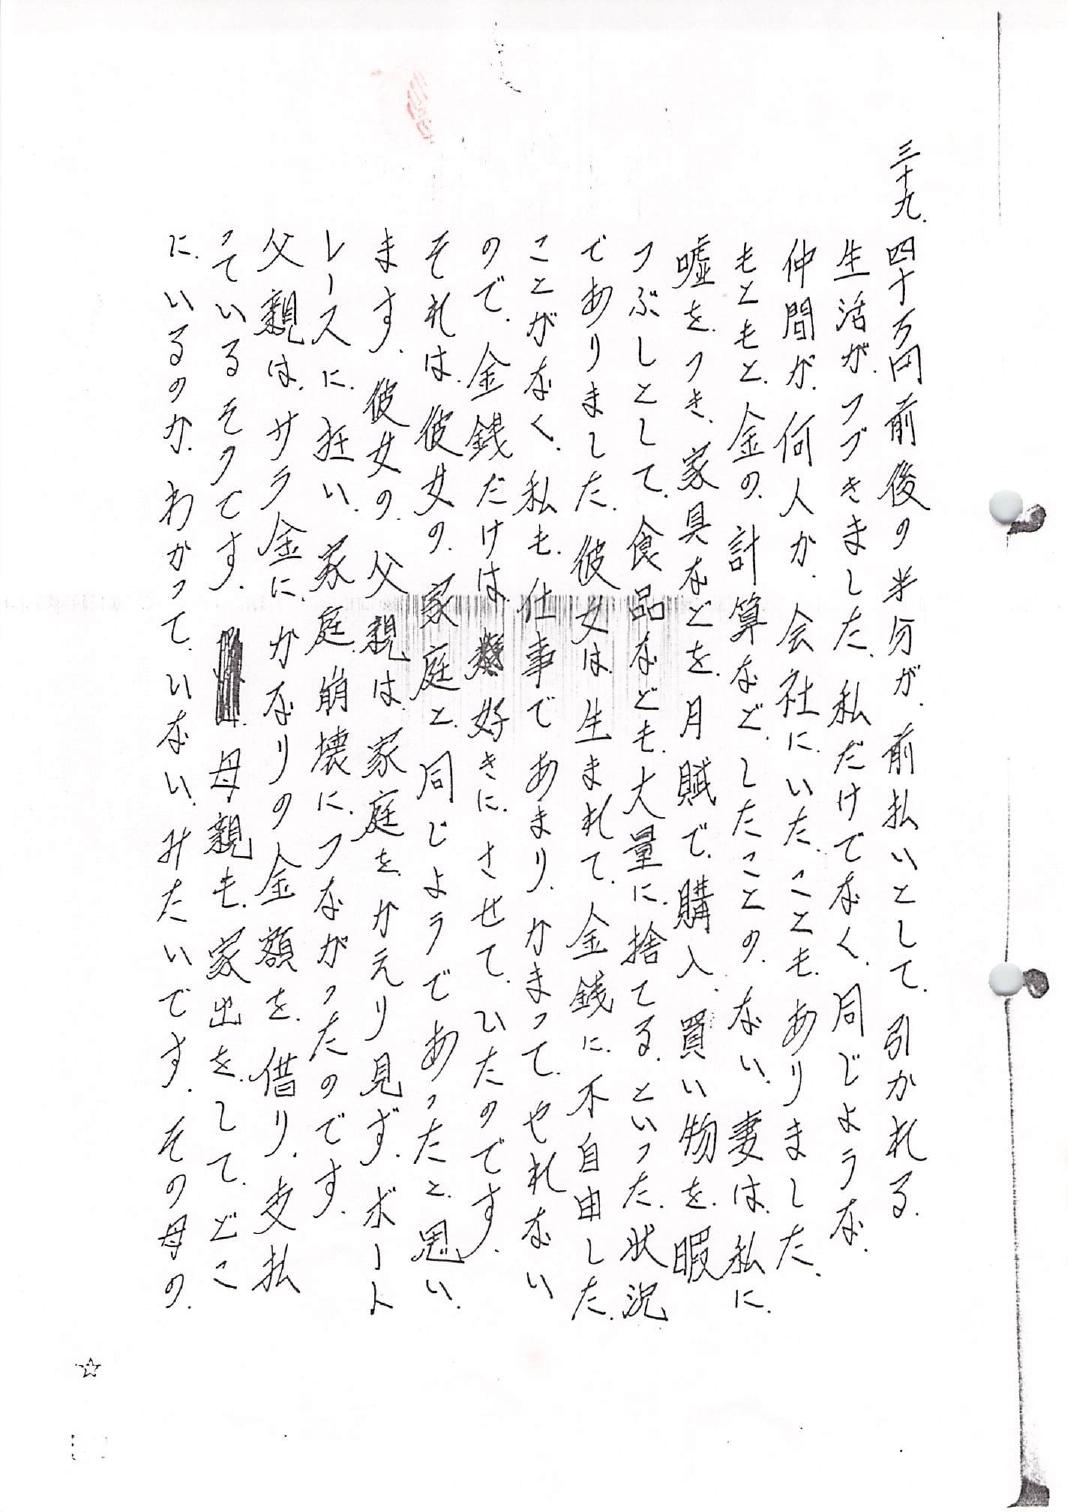 三十九.四十万円前後の半分が.前払いとして.引かれる.
生活が.つづきました.私だけでなく.同じような.
仲間が.何人か.会社に.いたことも.ありました.
もともと.金の.計算など.したことの.ない.妻は.私に.
嘘を.つき.家具などを.月賦で.購入.買い物を.暇
つぶしとして.食品なども.大量に.捨てる.といった.状況
でありました.彼女は.生まれて.金銭に.不自由した.
ことがなく.私も.仕事で.あまり.かまって.やれない
ので.金銭だけは.好きに.させて.いたのです.
それは.彼女の.家庭と.同じようであったと.思い.
ます.彼女の.父親は.家庭を.かえり見ず.ボート
レースに.狂い.家庭.崩壊に.つながったのです.
父親は.サラ金に.かなりの.金額を.借り.支払
っているそうです.母親も.家出を.して.どこ
に.いるのか.わかって.いない.みたいです.その母の.
☆